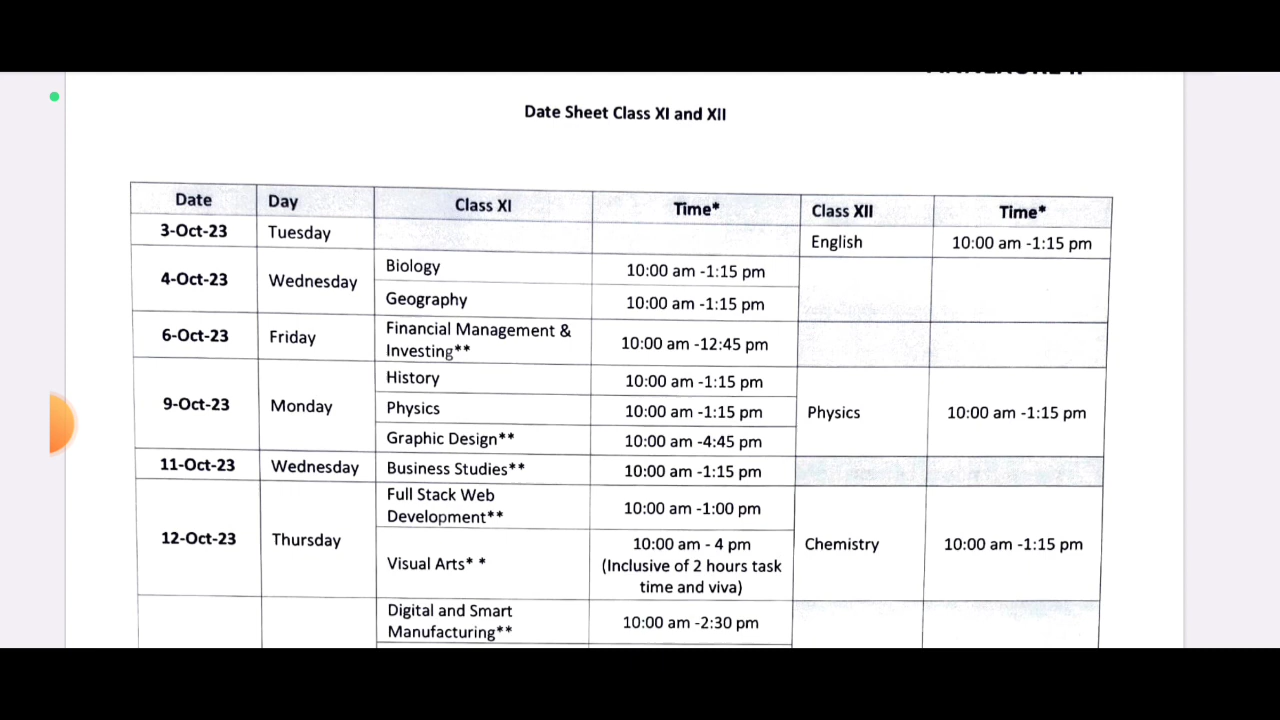 Date Sheet Class XI and XII
Date Day Class XI Time* Class XII Time*
3-Oct-23 Tuesday English 10:00 am -1:15 pm
4-Oct-23 Wednesday Biology 10:00 am -1:15 pm
Geography 10:00 am -1:15 pm
6-Oct-23 Friday Financial Management &
Investing** 10:00 am -12:45 pm
9-Oct-23 Monday History 10:00 am -1:15 pm
Physics 10:00 am -1:15 pm Physics 10:00 am -1:15 pm
Graphic Design** 10:00 am -4:45 pm
11-Oct-23 Wednesday Business Studies** 10:00 am -1:15 pm
12-Oct-23 Thursday Full Stack Web
Development** 10:00 am -1:00 pm
Visual Arts* * 10:00 am - 4 pm
(Inclusive of 2 hours task
time and viva)
Chemistry 10:00 am -1:15 pm
Digital and Smart
Manufacturing** 10:00 am -2:30 pm